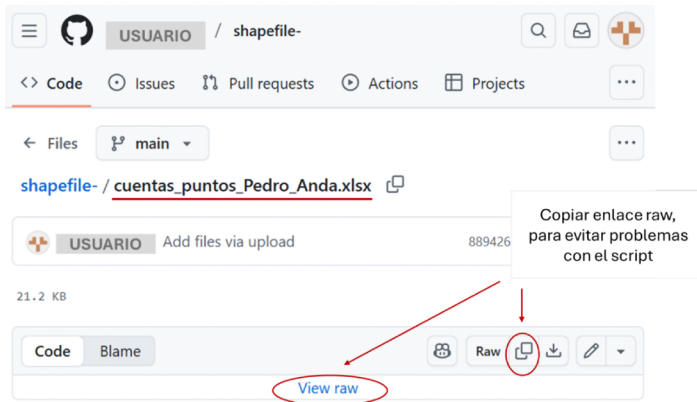 USUARIO / shapefile-
Code Issues Pull requests Actions Projects
Files main
shapefile- / cuentas_puntos_Pedro_Anda.xlsx
USUARIO Add files via upload 889426
Copiar enlace raw,
para evitar problemas
con el script
21.2 KB
Code Blame Raw
View raw